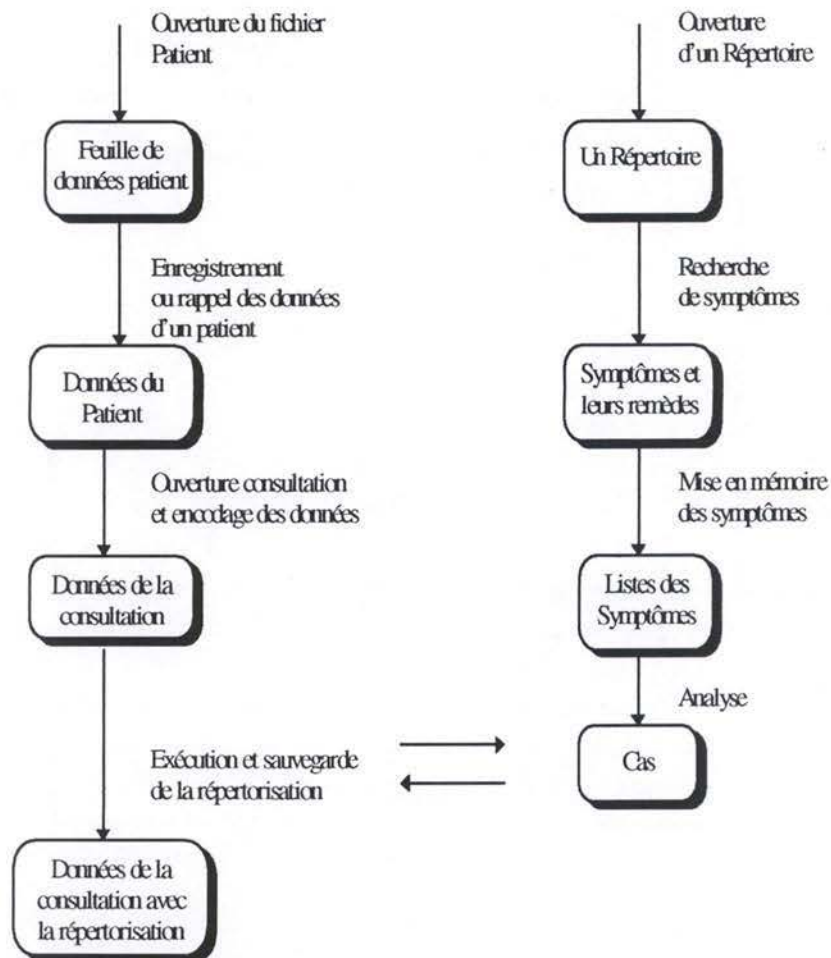 Ouverture du fichier
Patient
Feuille de
données patient
Enregistrement
ou rappel des données
d'un patient
Données du
Patient
Ouverture consultation
et encodage des données
Données de la
consultation
Exécution et sauvegarde
de la répertorisation
Données de la
consultation avec
la répertorisation
Ouverture
d'un Répertoire
Un Répertoire
Recherche
de symptômes
Symptômes et
leurs remèdes
Mise en mémoire
des symptômes
Listes des
Symptômes
Analyse
Cas